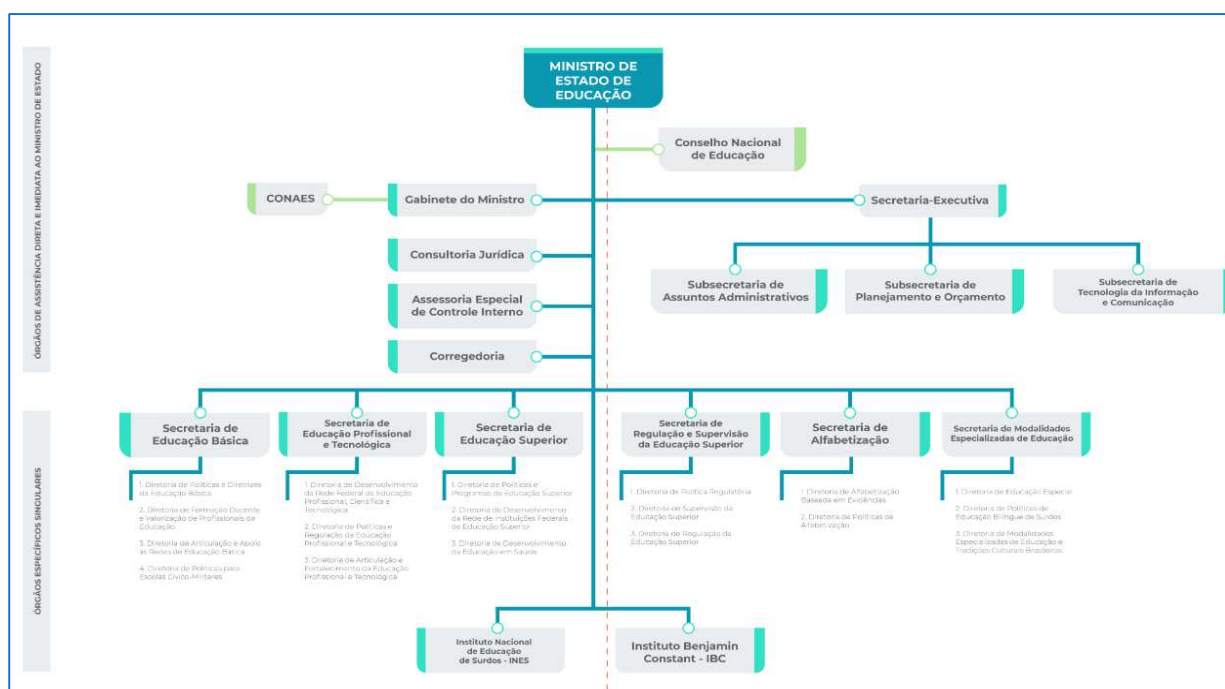 ÓRGÃOS DE ASSISTÊNCIA DIRETA E IMEDIATA AO MINISTRO DE ESTADO
MINISTRO DE
ESTADO DE
EDUCAÇÃO
Conselho Nacional
de Educação
CONAES
Gabinete do Ministro
Secretaria-Executiva
Consultoria Jurídica
Subsecretaria de
Assuntos Administrativos
Subsecretaria de
Planejamento e Orçamento
Subsecretaria de
Tecnologia da Informação
e Comunicação
Assessoria Especial
de Controle Interno
Corregedoria
ÓRGÃOS ESPECÍFICOS SINGULARES
Secretaria de
Educação Básica
1. Diretoria de Políticas e Diretrizes
da Educação Básica
2. Diretoria de Formação Docente
e Valorização de Profissionais da
Educação
3. Diretoria de Articulação e Apoio
às Redes de Educação Básica
4. Diretoria de Políticas para
Escolas Cívico-Militares
Secretaria de
Educação Profissional
e Tecnológica
1. Diretoria de Desenvolvimento
da Rede Federal de Educação
Profissional, Científica e
Tecnológica
2. Diretoria de Políticas e
Regulação da Educação
Profissional e Tecnológica
3. Diretoria de Articulação e
Fortalecimento da Educação
Profissional e Tecnológica
Secretaria de
Educação Superior
1. Diretoria de Políticas e
Programas de Educação Superior
2. Diretoria de Desenvolvimento
da Rede de Instituições Federais
de Educação Superior
3. Diretoria de Desenvolvimento
da Educação em Saúde
Secretaria de
Regulação e Supervisão
da Educação Superior
1. Diretoria de Política Regulatória
2. Diretoria de Supervisão da
Educação Superior
3. Diretoria de Regulação da
Educação Superior
Secretaria de
Alfabetização
1. Diretoria de Alfabetização
Baseada em Evidências
2. Diretoria de Políticas de
Alfabetização
Secretaria de Modalidades
Especializadas de Educação
1. Diretoria de Educação Especial
2. Diretoria de Políticas de
Educação Bilíngue de Surdos
3. Diretoria de Modalidades
Especializadas de Educação e
Tradições Culturais Brasileiras
Instituto Nacional
de Educação
de Surdos - INES
Instituto Benjamin
Constant - IBC